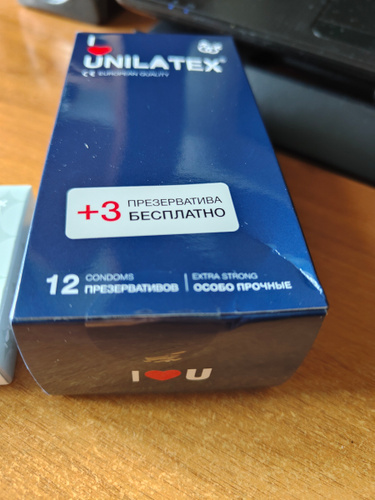 I
UNILATEX®
EUROPEAN QUALITY
+3 ПРЕЗЕРВАТИВА
БЕСПЛАТНО
12 CONDOMS
ПРЕЗЕРВАТИВОВ
EXTRA STRONG
ОСОБО ПРОЧНЫЕ
I ❤ U